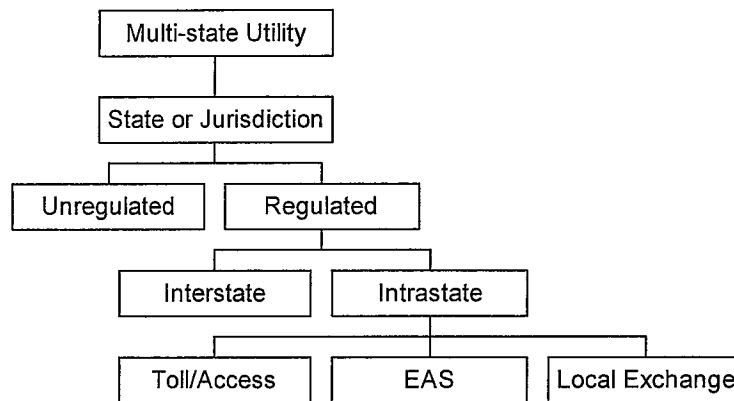 Multi-state Utility
State or Jurisdiction
Unregulated
Regulated
Interstate
Intrastate
Toll/Access
EAS
Local Exchange